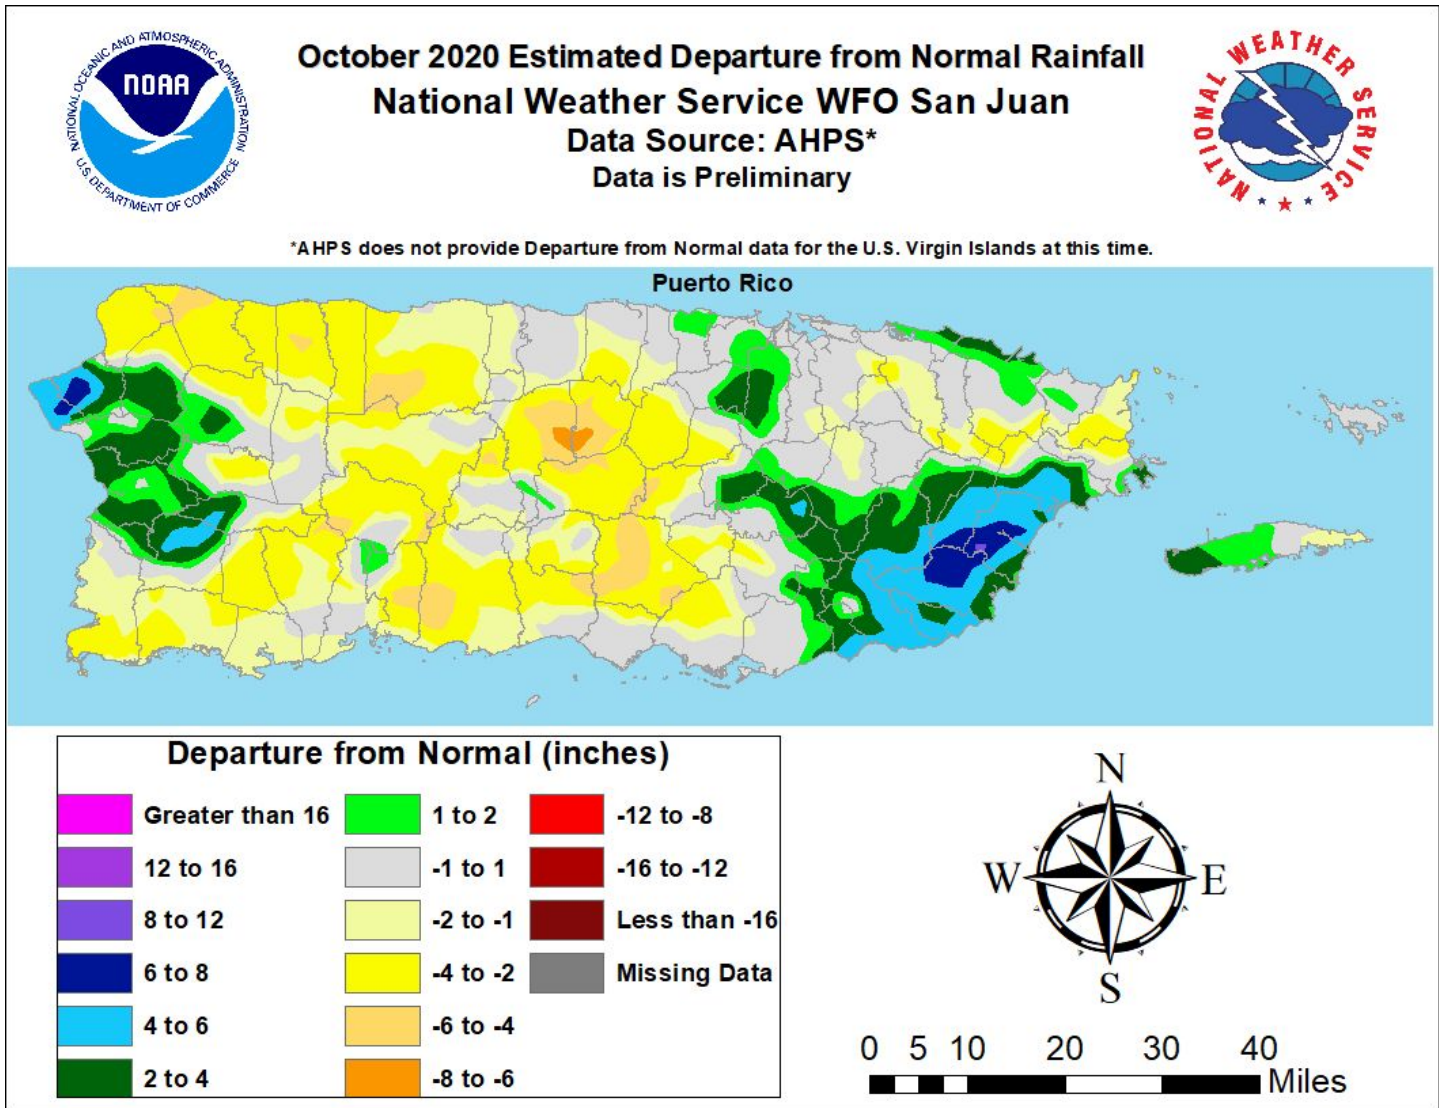 October 2020 Estimated Departure from Normal Rainfall
National Weather Service WFO San Juan
Data Source: AHPS*
Data is Preliminary
NATIONAL OCEANIC AND ATMOSPHERIC ADMINISTRATION
NOAA
U.S. DEPARTMENT OF COMMERCE
NATIONAL WEATHER SERVICE
*AHPS does not provide Departure from Normal data for the U.S. Virgin Islands at this time.
Puerto Rico
Departure from Normal (inches)
Greater than 16
12 to 16
8 to 12
6 to 8
4 to 6
2 to 4
1 to 2
-1 to 1
-2 to -1
-4 to -2
-6 to -4
-8 to -6
-12 to -8
-16 to -12
Less than -16
Missing Data
N
W
E
S
0 5 10 20 30 40
Miles